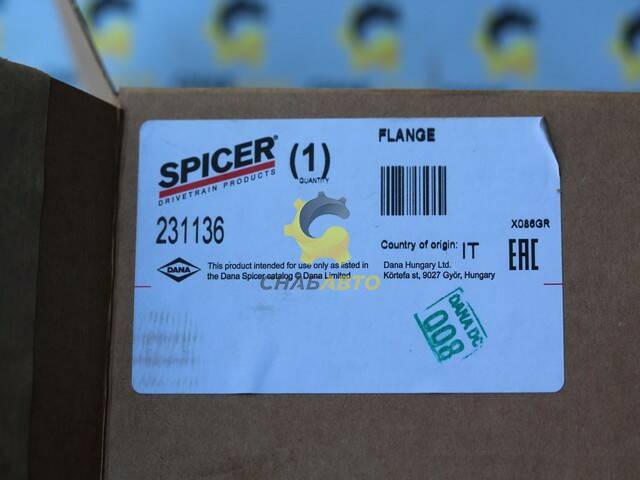 FLANGE
SPICER®
DRIVETRAIN PRODUCTS
(1)
QUANTITY
231136
X086GR
Country of origin: IT
EAC
DANA
This product intended for use only as listed in
the Dana Spicer catalog © Dana Limited
Dana Hungary Ltd.
Körtefa st, 9027 Győr, Hungary
СНАБАВТО
DANA DC
008